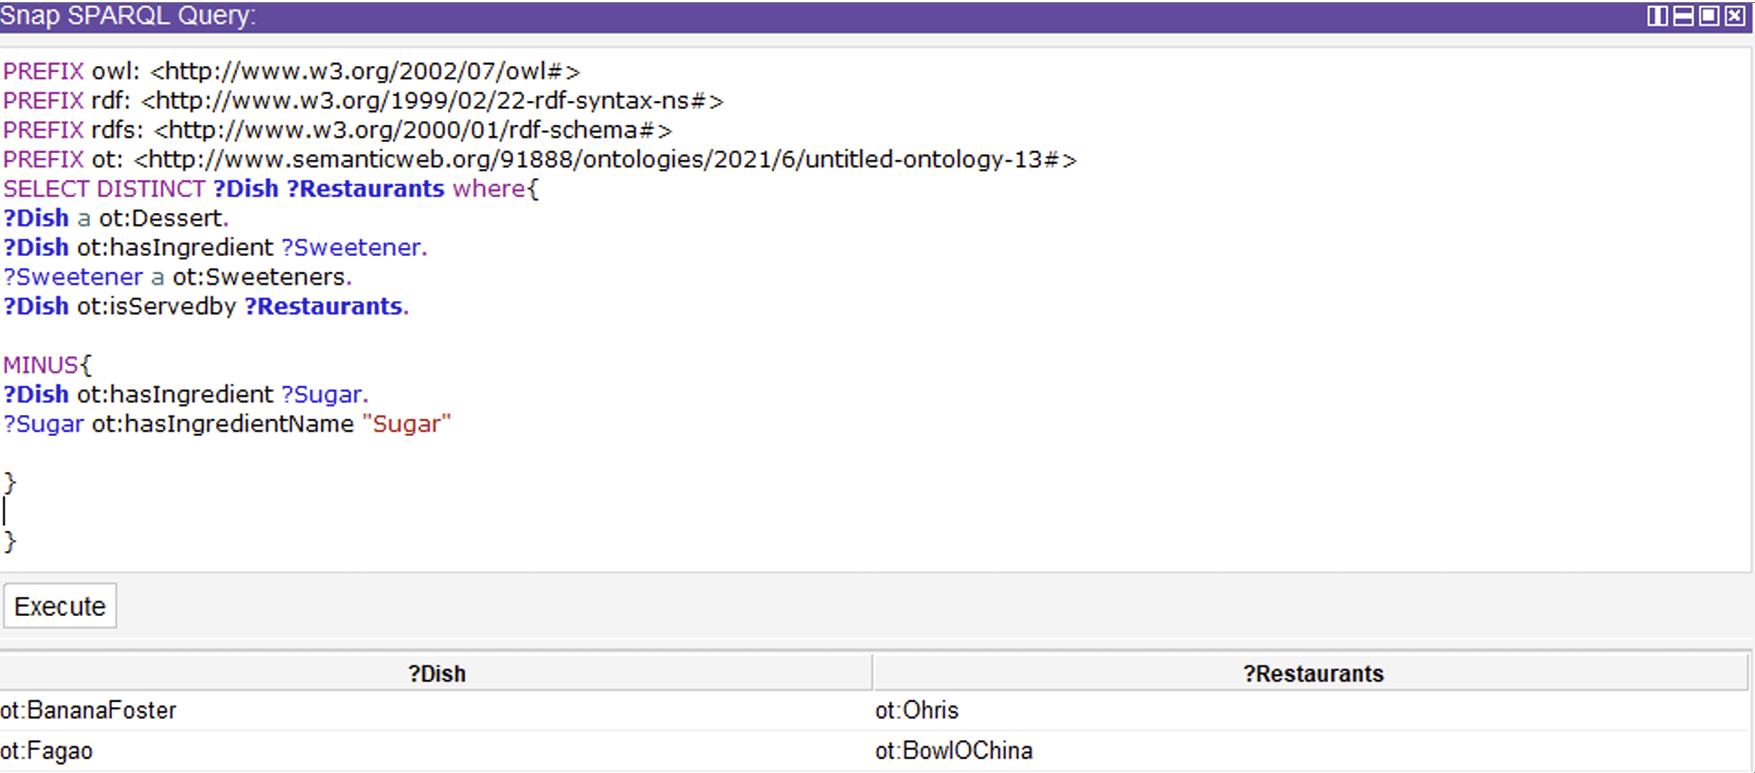 Snap SPARQL Query:
PREFIX owl: <http://www.w3.org/2002/07/owl#>
PREFIX rdf: <http://www.w3.org/1999/02/22-rdf-syntax-ns#>
PREFIX rdfs: <http://www.w3.org/2000/01/rdf-schema#>
PREFIX ot: <http://www.semanticweb.org/91888/ontologies/2021/6/untitled-ontology-13#>
SELECT DISTINCT ?Dish ?Restaurants where{
?Dish a ot:Dessert.
?Dish ot:hasIngredient ?Sweetener.
?Sweetener a ot:Sweeteners.
?Dish ot:isServedby ?Restaurants.
MINUS{
?Dish ot:hasIngredient ?Sugar.
?Sugar ot:hasIngredientName "Sugar"
}
}
Execute
?Dish ?Restaurants
ot:BananaFoster ot:Ohris
ot:Fagao ot:BowlOChina